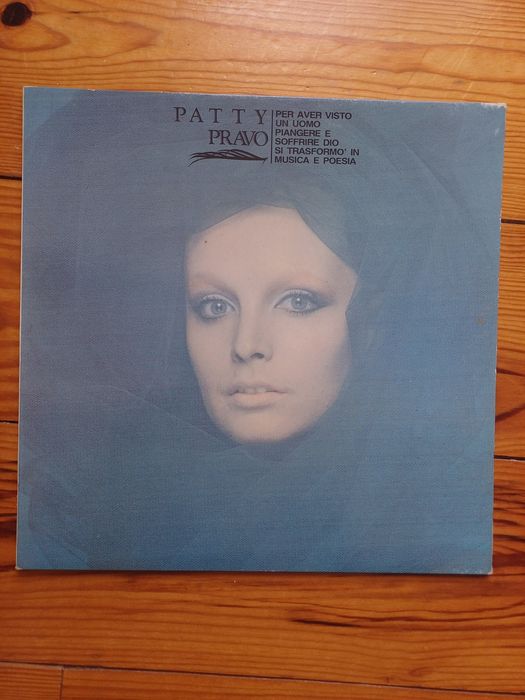 PATTY
PRAVO
PER AVER VISTO
UN UOMO
PIANGERE E
SOFFRIRE DIO
SI TRASFORMO' IN
MUSICA E POESIA